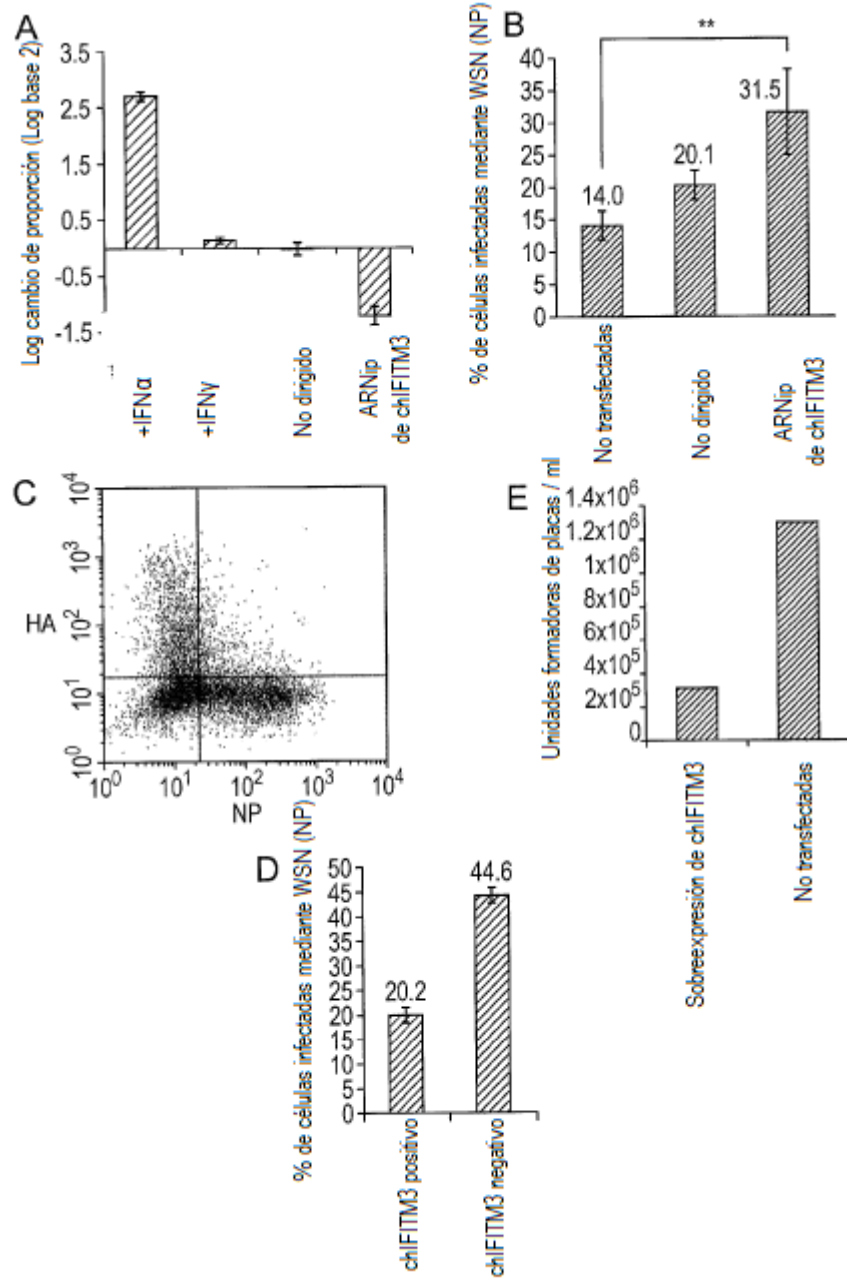 A
Log cambio de proporción (Log base 2)
3.5
2.5
1.5
0.5
-0.5
-1.5
+IFNα
+IFNγ
No dirigido
ARNip
de chIFITM3
B
% de células infectadas mediante WSN (NP)
40
35
30
25
20
15
10
5
0
**
14.0
20.1
31.5
No transfectadas
No dirigido
ARNip
de chIFITM3
C
HA
10⁴
10³
10²
10¹
10⁰
10⁰ 10¹ 10² 10³ 10⁴
NP
E
Unidades formadoras de placas / ml
1.4x10⁶
1.2x10⁶
1x10⁶
8x10⁵
6x10⁵
4x10⁵
2x10⁵
0
Sobreexpresión de chIFITM3
No transfectadas
D
% de células infectadas mediante WSN (NP)
50
45
40
35
30
25
20
15
10
5
0
20.2
44.6
chIFITM3 positivo
chIFITM3 negativo